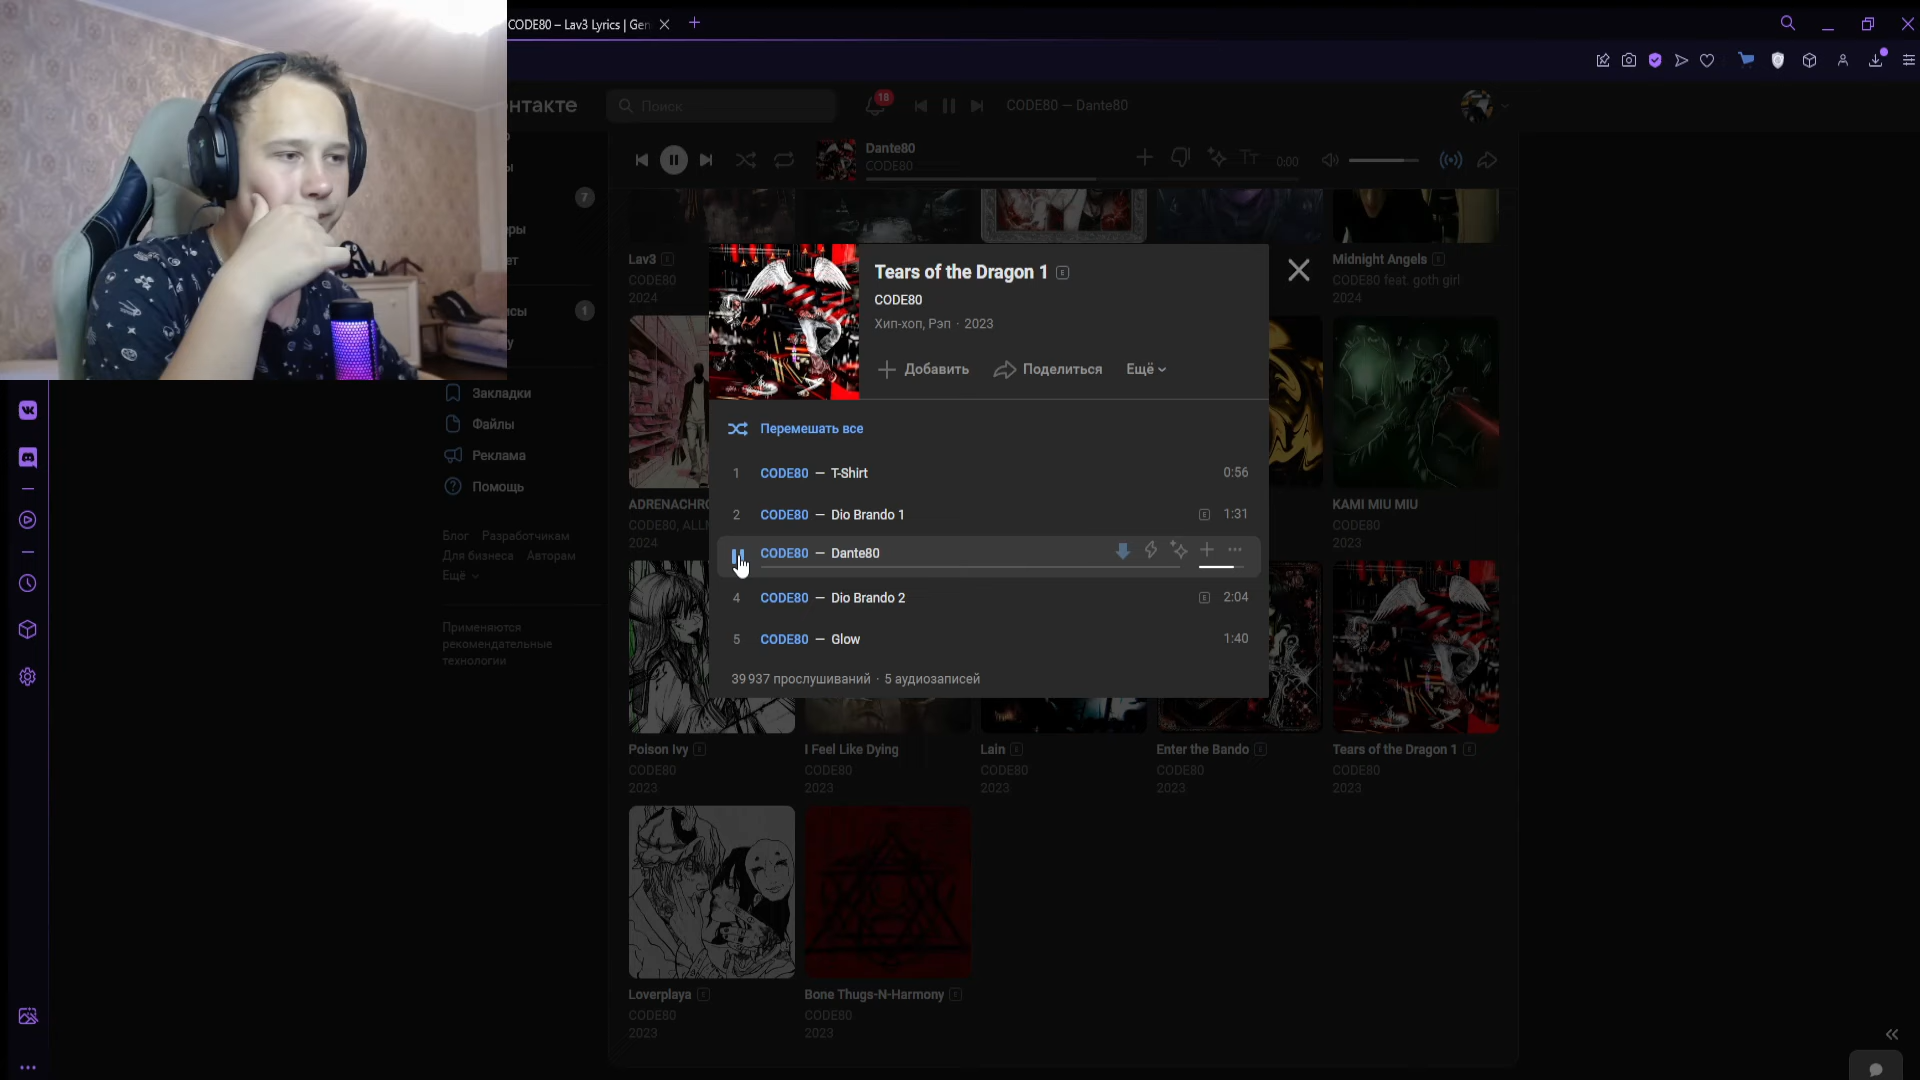 CODE80 – Lav3 Lyrics | Gen
нтакте
Поиск
18
CODE80 — Dante80
Dante80
CODE80
Tт
0:00
7
1
Закладки
Файлы
Реклама
Помощь
Блог Разработчикам
Для бизнеса Авторам
Ещё
Применяются
рекомендательные
технологии
Lav3 E
CODE80
2024
Midnight Angels E
CODE80 feat. goth girl
2024
Tears of the Dragon 1 E
CODE80
Хип-хоп, Рэп · 2023
Добавить
Поделиться
Ещё
Перемешать все
1 CODE80 — T-Shirt 0:56
2 CODE80 — Dio Brando 1 E 1:31
CODE80 — Dante80
4 CODE80 — Dio Brando 2 E 2:04
5 CODE80 — Glow 1:40
39 937 прослушиваний · 5 аудиозаписей
2024
KAMI MIU MIU
CODE80
2023
Poison Ivy E
CODE80
2023
I Feel Like Dying
CODE80
2023
Lain E
CODE80
2023
Enter the Bando E
CODE80
2023
Tears of the Dragon 1 E
CODE80
2023
Loverplaya E
CODE80
2023
Bone Thugs-N-Harmony E
CODE80
2023